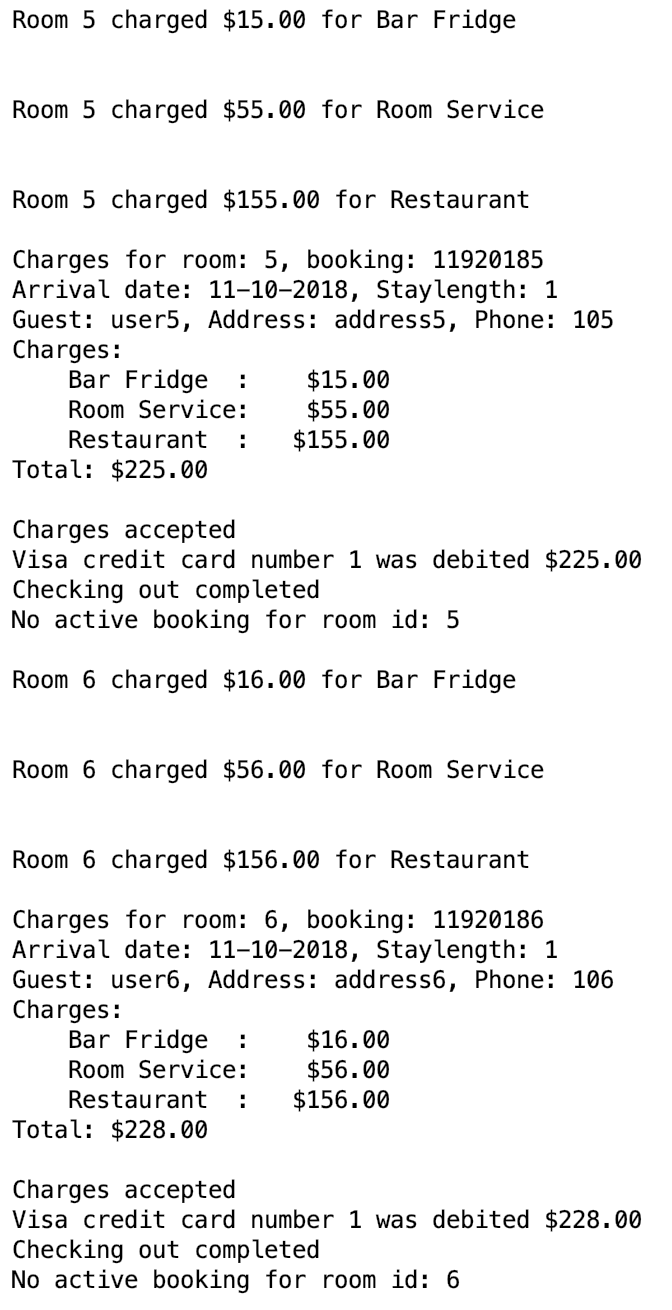 Room 5 charged $15.00 for Bar Fridge
Room 5 charged $55.00 for Room Service
Room 5 charged $155.00 for Restaurant
Charges for room: 5, booking: 11920185
Arrival date: 11-10-2018, Staylength: 1
Guest: user5, Address: address5, Phone: 105
Charges:
    Bar Fridge  :    $15.00
    Room Service:    $55.00
    Restaurant  :   $155.00
Total: $225.00
Charges accepted
Visa credit card number 1 was debited $225.00
Checking out completed
No active booking for room id: 5
Room 6 charged $16.00 for Bar Fridge
Room 6 charged $56.00 for Room Service
Room 6 charged $156.00 for Restaurant
Charges for room: 6, booking: 11920186
Arrival date: 11-10-2018, Staylength: 1
Guest: user6, Address: address6, Phone: 106
Charges:
    Bar Fridge  :    $16.00
    Room Service:    $56.00
    Restaurant  :   $156.00
Total: $228.00
Charges accepted
Visa credit card number 1 was debited $228.00
Checking out completed
No active booking for room id: 6